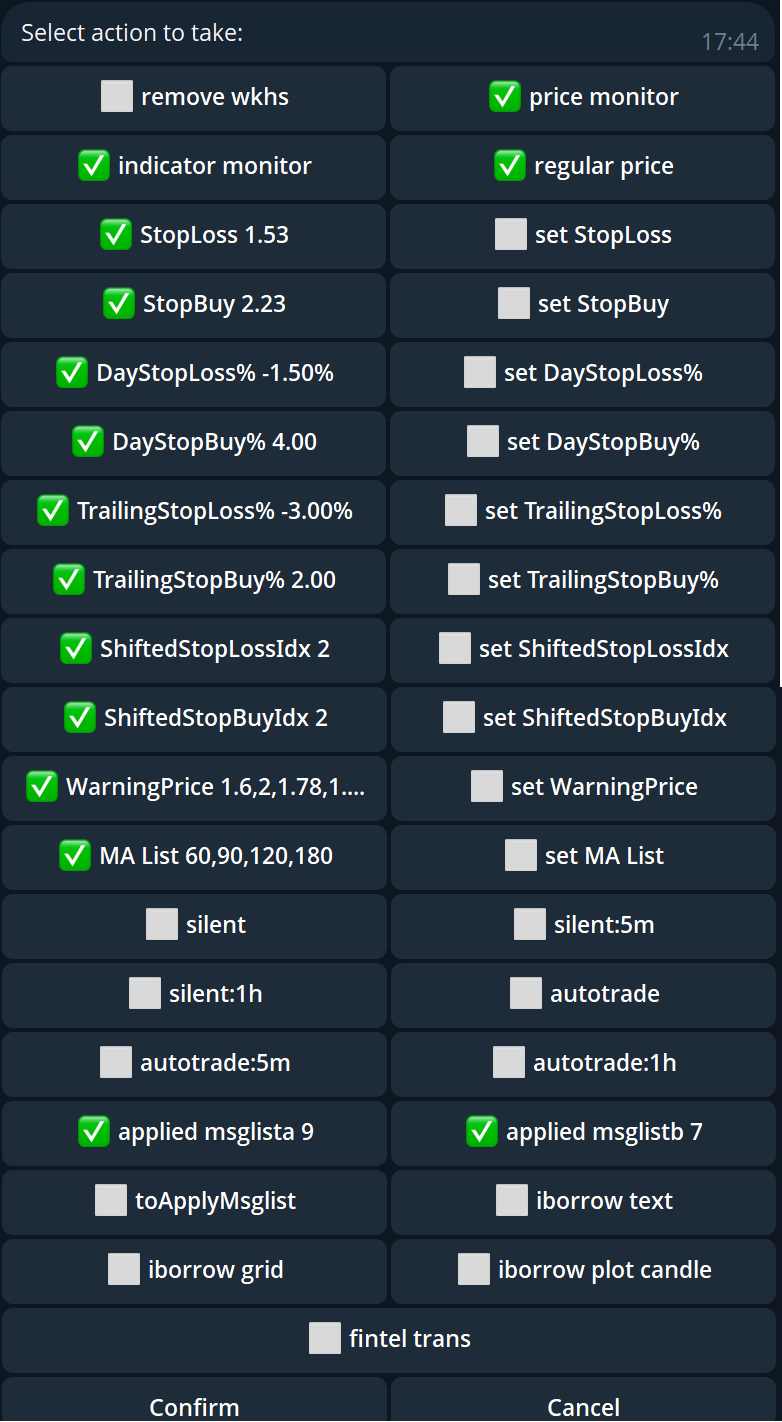 Select action to take:
17:44
remove wkhs
price monitor
indicator monitor
regular price
StopLoss 1.53
set StopLoss
StopBuy 2.23
set StopBuy
DayStopLoss% -1.50%
set DayStopLoss%
DayStopBuy% 4.00
set DayStopBuy%
TrailingStopLoss% -3.00%
set TrailingStopLoss%
TrailingStopBuy% 2.00
set TrailingStopBuy%
ShiftedStopLossIdx 2
set ShiftedStopLossIdx
ShiftedStopBuyIdx 2
set ShiftedStopBuyIdx
WarningPrice 1.6,2,1.78,1....
set WarningPrice
MA List 60,90,120,180
set MA List
silent
silent:5m
silent:1h
autotrade
autotrade:5m
autotrade:1h
applied msglista 9
applied msglistb 7
toApplyMsglist
iborrow text
iborrow grid
iborrow plot candle
fintel trans
Confirm
Cancel